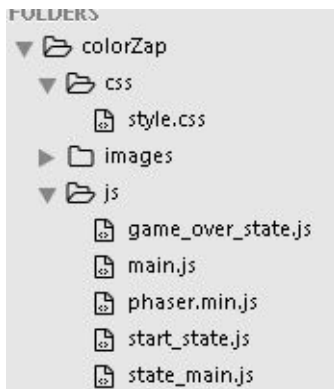 FOLDERS
colorZap
css
style.css
images
js
game_over_state.js
main.js
phaser.min.js
start_state.js
state_main.js